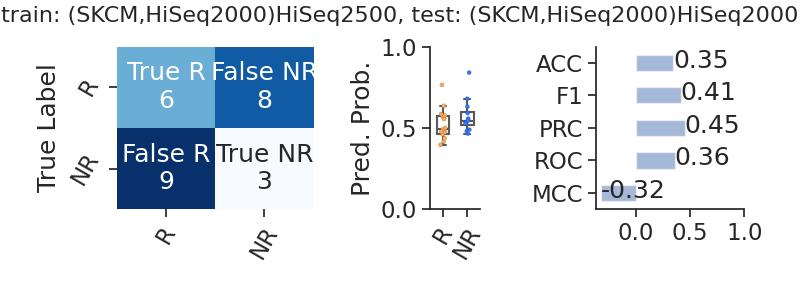 train: (SKCM,HiSeq2000)HiSeq2500, test: (SKCM,HiSeq2000)HiSeq2000
True Label
R
NR
True R
6
False NR
8
False R
9
True NR
3
R
NR
Pred. Prob.
1.0
0.5
0.0
R
NR
ACC
0.35
F1
0.41
PRC
0.45
ROC
0.36
MCC
-0.32
0.0
0.5
1.0